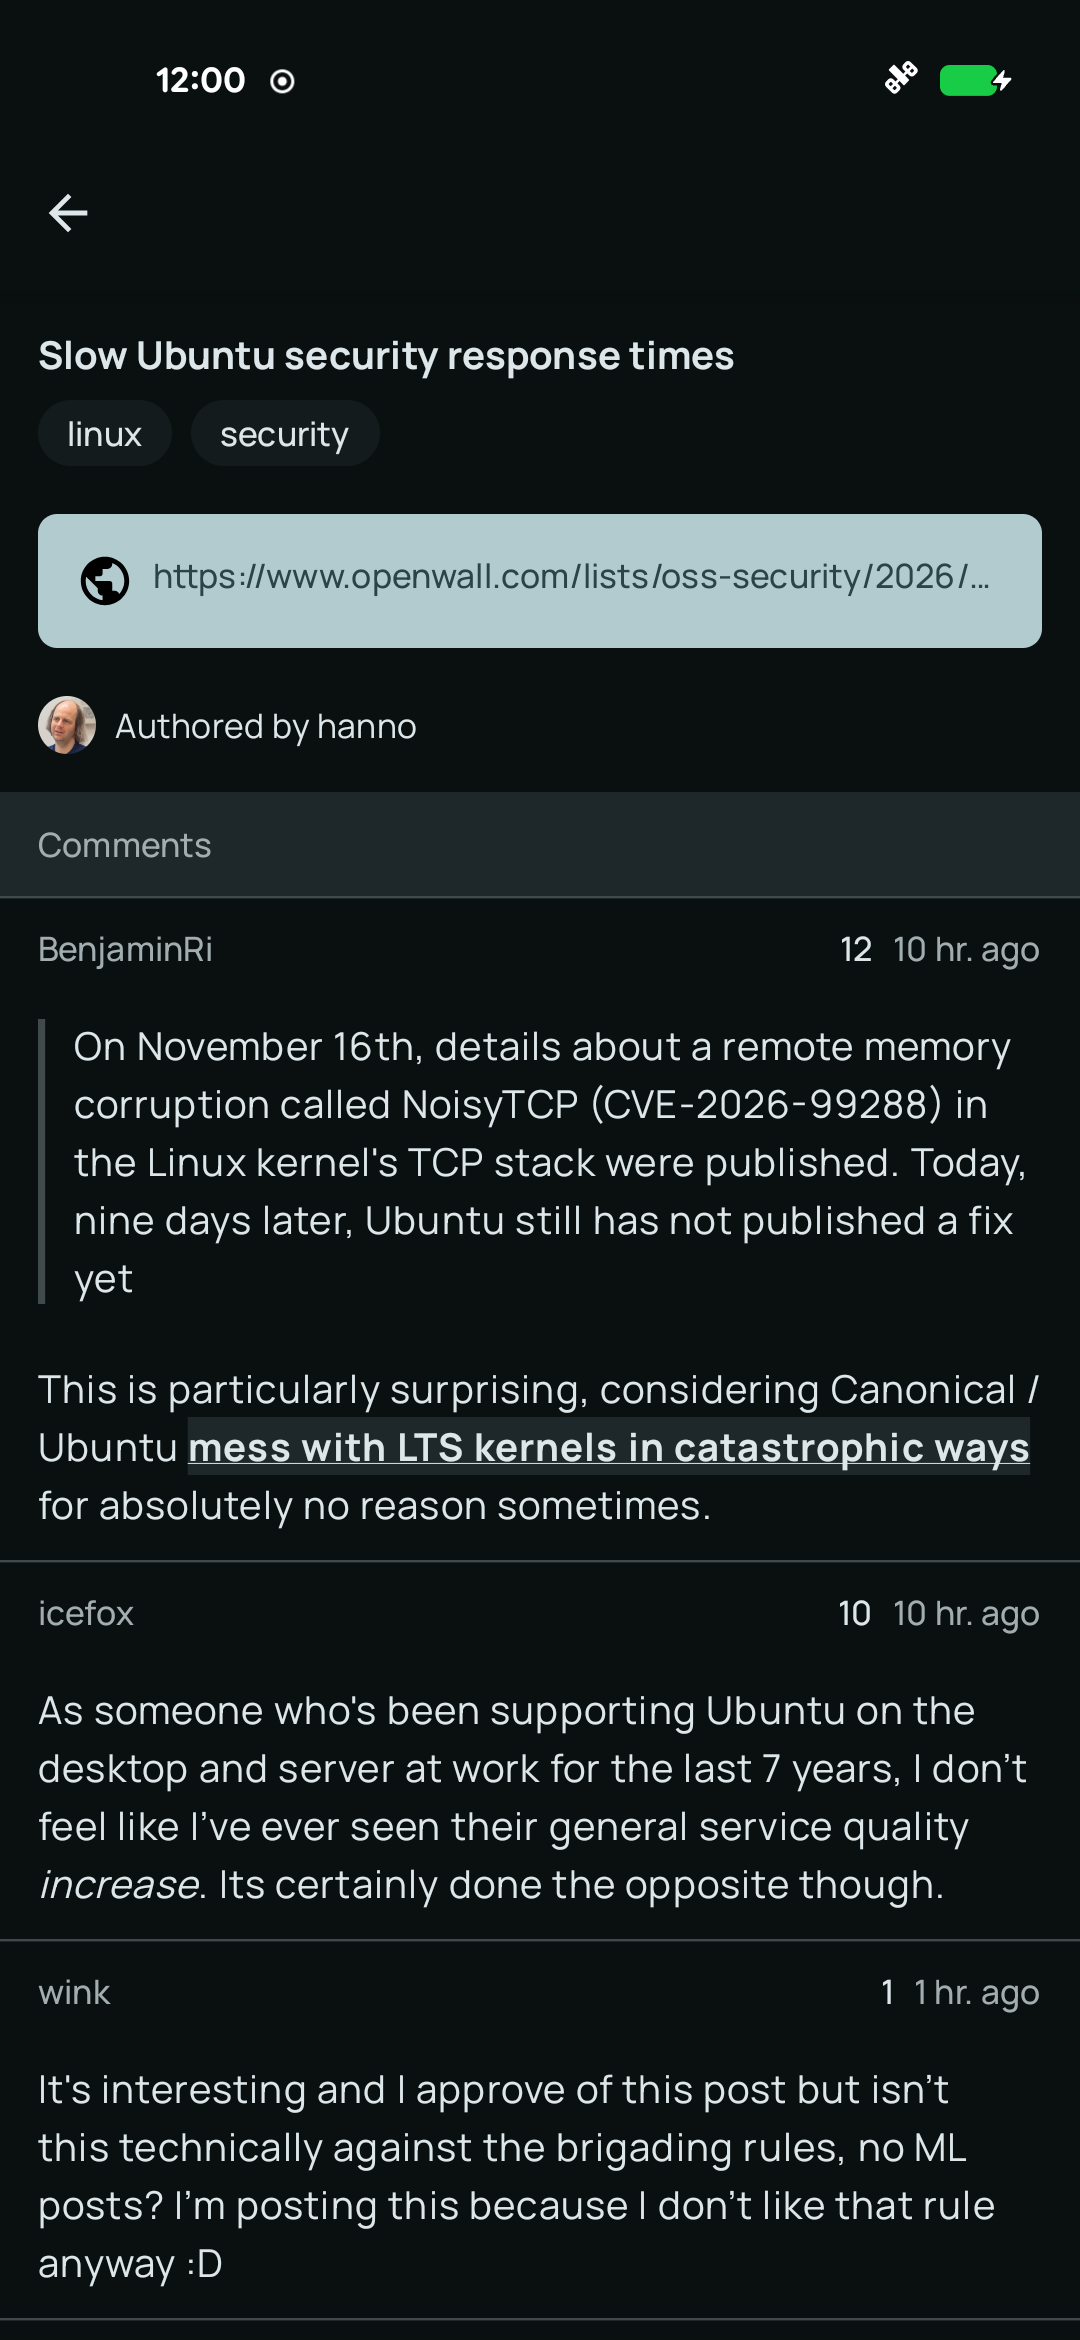 12:00
Slow Ubuntu security response times
linux security
https://www.openwall.com/lists/oss-security/2026/…
Authored by hanno
Comments
BenjaminRi 12 10 hr. ago
On November 16th, details about a remote memory
corruption called NoisyTCP (CVE-2026-99288) in
the Linux kernel's TCP stack were published. Today,
nine days later, Ubuntu still has not published a fix
yet
This is particularly surprising, considering Canonical /
Ubuntu mess with LTS kernels in catastrophic ways
for absolutely no reason sometimes.
icefox 10 10 hr. ago
As someone who's been supporting Ubuntu on the
desktop and server at work for the last 7 years, I don’t
feel like I’ve ever seen their general service quality
increase. Its certainly done the opposite though.
wink 1 1 hr. ago
It's interesting and I approve of this post but isn’t
this technically against the brigading rules, no ML
posts? I’m posting this because I don’t like that rule
anyway :D